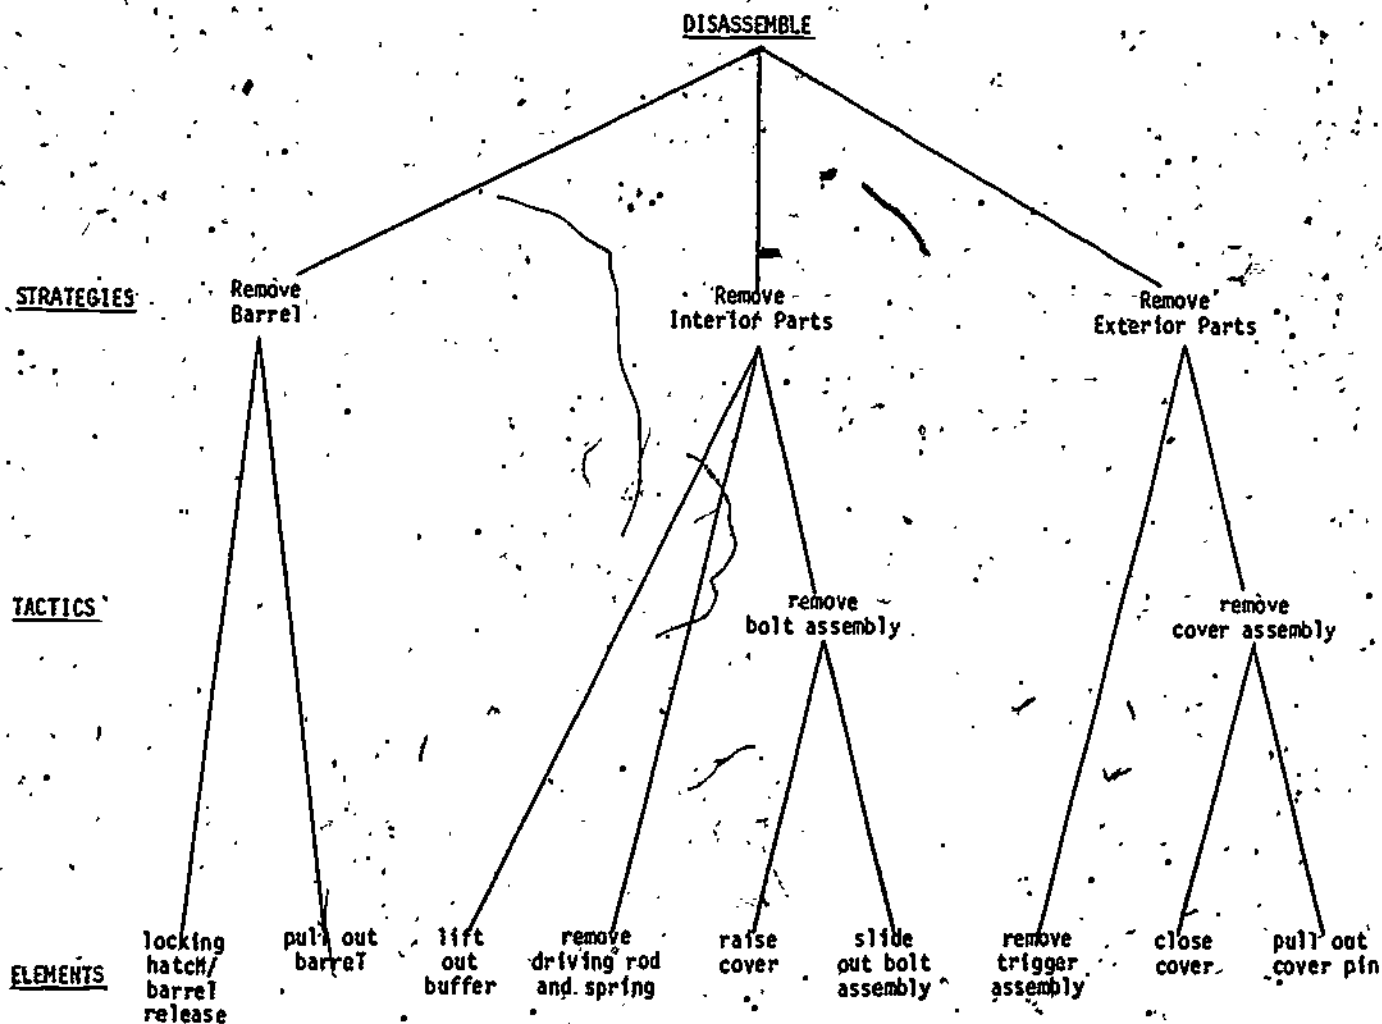 DISASSEMBLE
STRATEGIES
Remove
Barrel
Remove
Interior Parts
Remove
Exterior Parts
TACTICS
remove
bolt assembly
remove
cover assembly
ELEMENTS
locking
hatch/
barrel
release
pull out
barrel
lift
out
buffer
remove
driving rod
and spring
raise
cover
slide
out bolt
assembly
remove
trigger
assembly
close
cover
pull out
cover pin